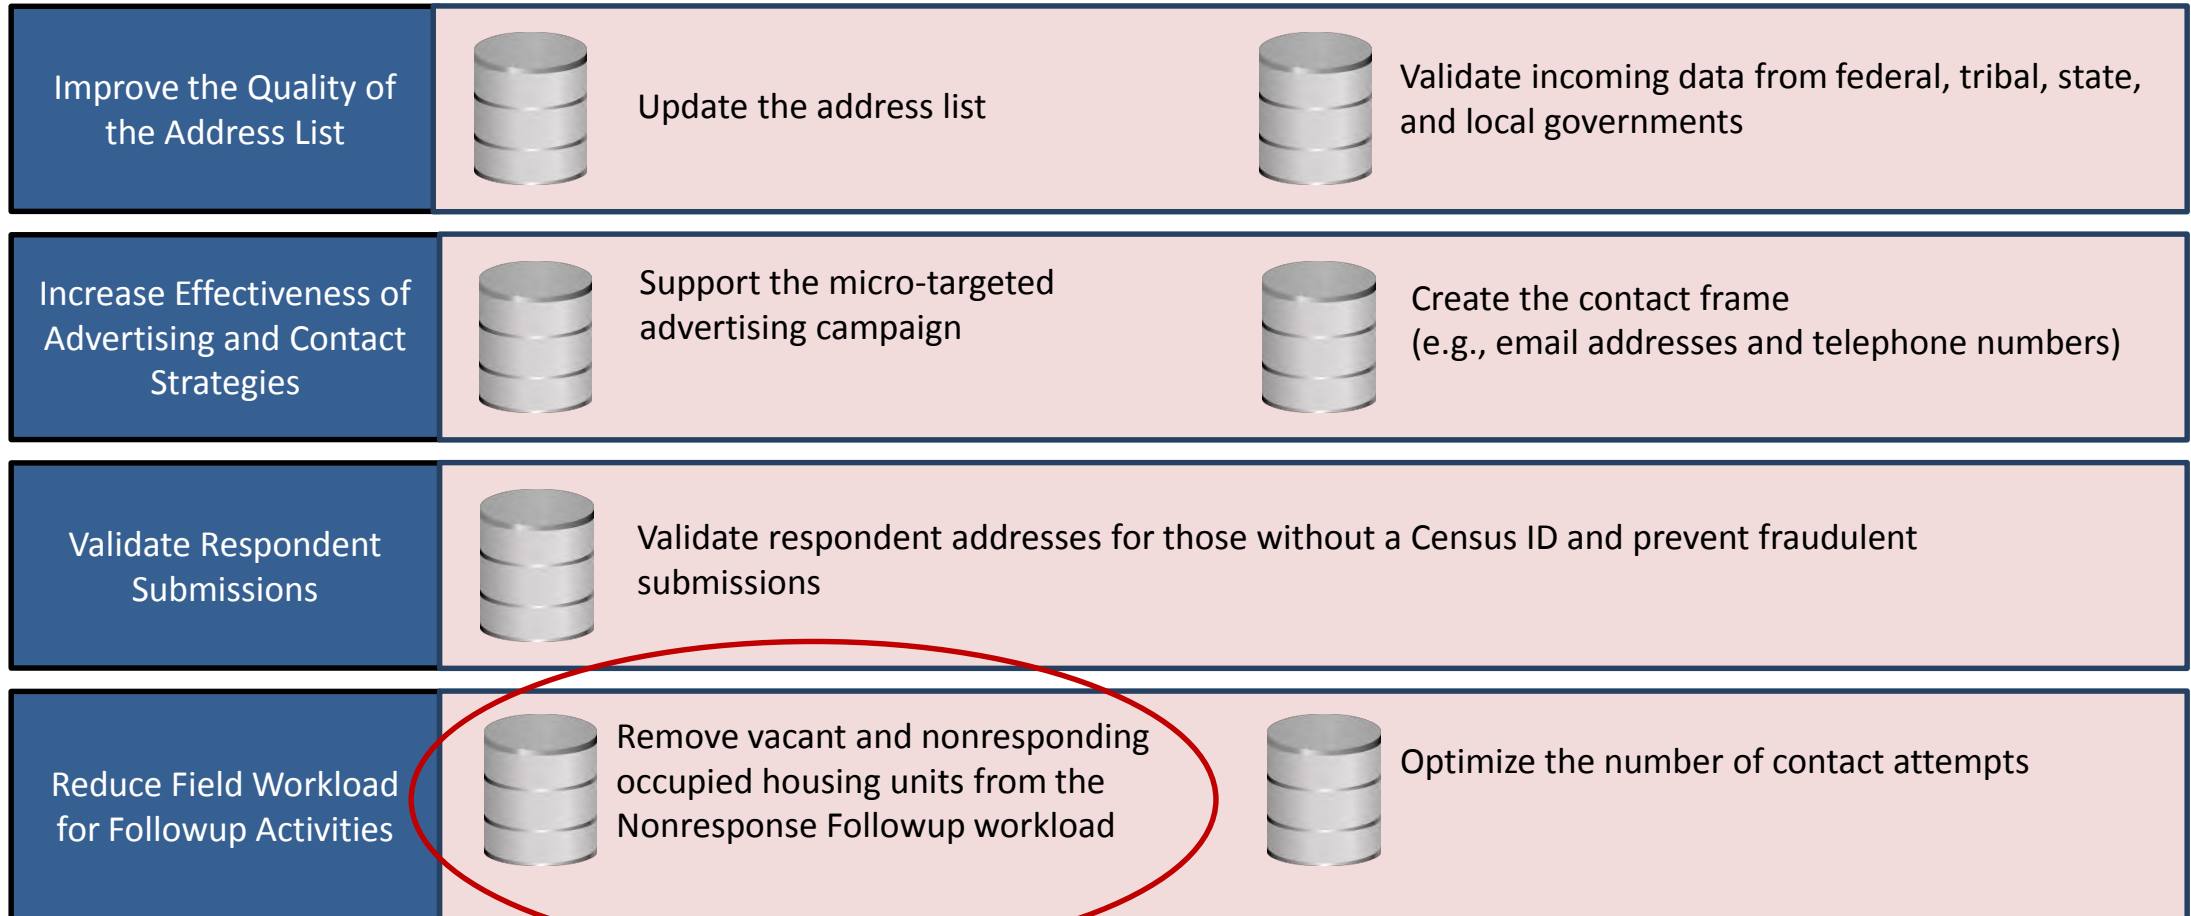 Improve the Quality of
the Address List
Update the address list
Validate incoming data from federal, tribal, state,
and local governments
Increase Effectiveness of
Advertising and Contact
Strategies
Support the micro-targeted
advertising campaign
Create the contact frame
(e.g., email addresses and telephone numbers)
Validate Respondent
Submissions
Validate respondent addresses for those without a Census ID and prevent fraudulent
submissions
Reduce Field Workload
for Followup Activities
Remove vacant and nonresponding
occupied housing units from the
Nonresponse Followup workload
Optimize the number of contact attempts